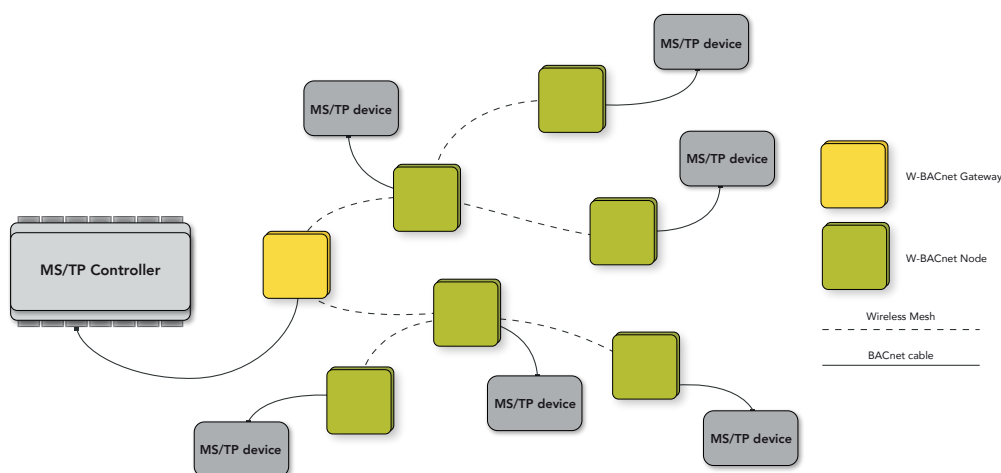 MS/TP device
MS/TP device
MS/TP device
W-BACnet Gateway
MS/TP Controller
W-BACnet Node
Wireless Mesh
BACnet cable
MS/TP device
MS/TP device
MS/TP device